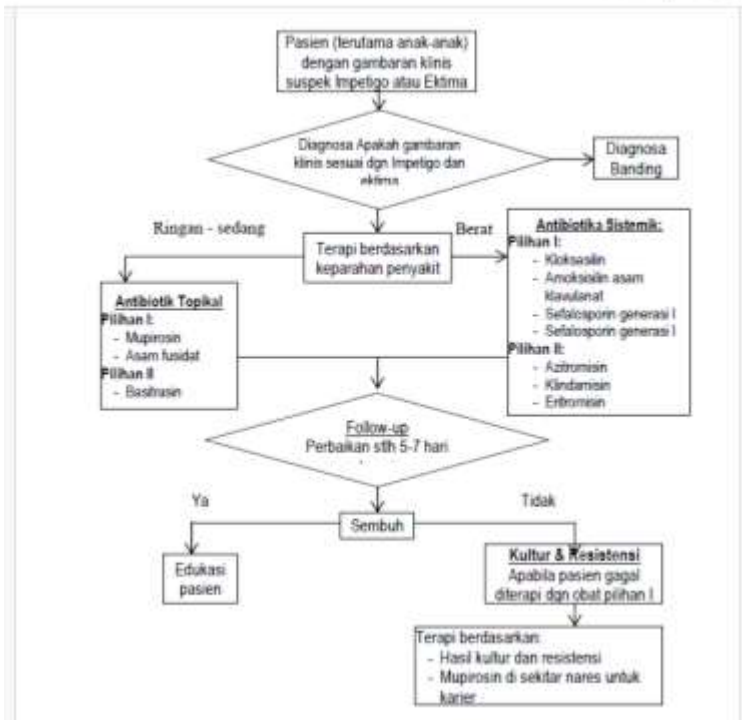 Pasien (terutama anak-anak)
dengan gambaran klinis
suspek Impetigo atau Ektima
Diagnosa Apakah gambaran
klinis sesuai dgn Impetigo dan
ektima
Diagnosa
Banding
Ringan - sedang
Terapi berdasarkan
keparahan penyakit
Berat
Antibiotika Sistemik:
Pilihan I:
- Kloksasilin
- Amoksisilin asam
klavulanat
- Sefalosporin generasi I
- Sefalosporin generasi I
Pilihan II:
- Azitromisin
- Klindamisin
- Eritromisin
Antibiotik Topikal
Pilihan I:
- Mupirosin
- Asam fusidat
Pilihan II
- Basitrasin
Follow-up
Perbaikan stlh 5-7 hari
Ya
Tidak
Sembuh
Edukasi
pasien
Kultur & Resistensi
Apabila pasien gagal
diterapi dgn obat pilihan I
Terapi berdasarkan:
- Hasil kultur dan resistensi
- Mupirosin di sekitar nares untuk
karier